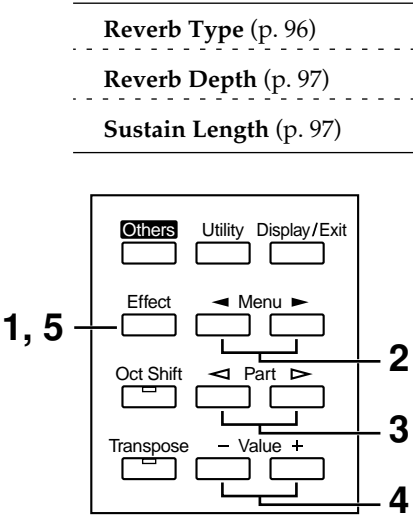 Reverb Type (p. 96)
Reverb Depth (p. 97)
Sustain Length (p. 97)
Others Utility Display/Exit
Effect ◄ Menu ►
1, 5
2
Oct Shift ◅ Part ▻
3
Transpose − Value +
4